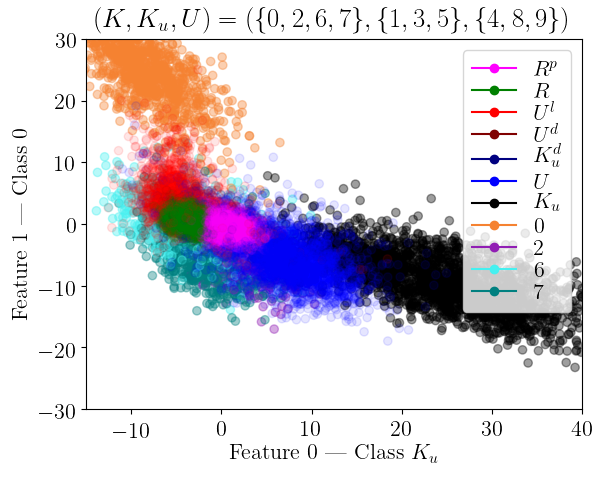 (K, K_u, U) = ({0, 2, 6, 7}, {1, 3, 5}, {4, 8, 9})
30
20
10
0
−10
−20
−30
Feature 1 — Class 0
R^p
R
U^l
U^d
K_u^d
U
K_u
0
2
6
7
−10 0 10 20 30 40
Feature 0 — Class K_u